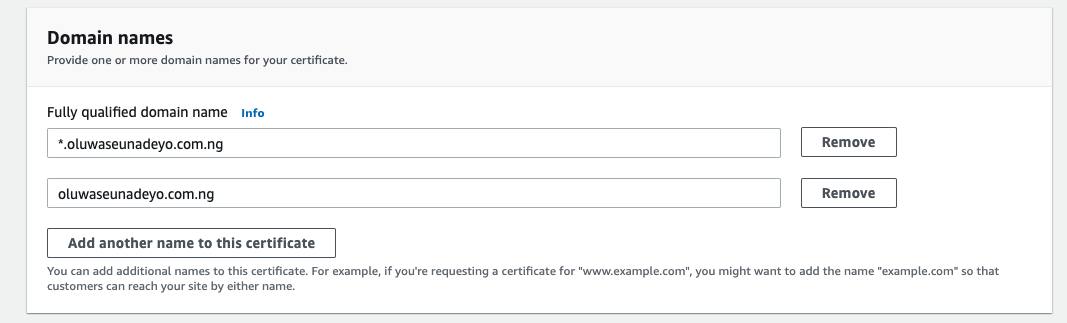 Domain names
Provide one or more domain names for your certificate.
Fully qualified domain name Info
*.oluwaseunadeyo.com.ng Remove
oluwaseunadeyo.com.ng Remove
Add another name to this certificate
You can add additional names to this certificate. For example, if you're requesting a certificate for "www.example.com", you might want to add the name "example.com" so that
customers can reach your site by either name.